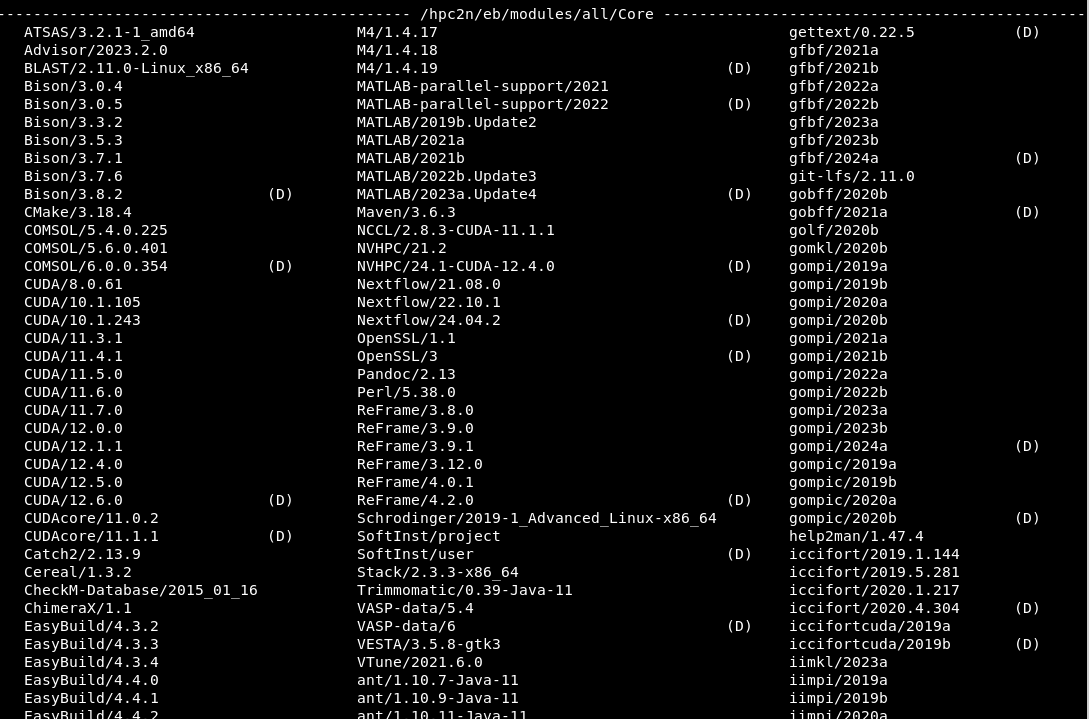 ---------------------------------------------- /hpc2n/eb/modules/all/Core -----------------------------------------------
ATSAS/3.2.1-1_amd64 M4/1.4.17 gettext/0.22.5 (D)
Advisor/2023.2.0 M4/1.4.18 gfbf/2021a
BLAST/2.11.0-Linux_x86_64 M4/1.4.19 (D) gfbf/2021b
Bison/3.0.4 MATLAB-parallel-support/2021 gfbf/2022a
Bison/3.0.5 MATLAB-parallel-support/2022 (D) gfbf/2022b
Bison/3.3.2 MATLAB/2019b.Update2 gfbf/2023a
Bison/3.5.3 MATLAB/2021a gfbf/2023b
Bison/3.7.1 MATLAB/2021b gfbf/2024a (D)
Bison/3.7.6 MATLAB/2022b.Update3 git-lfs/2.11.0
Bison/3.8.2 (D) MATLAB/2023a.Update4 (D) gobff/2020b
CMake/3.18.4 Maven/3.6.3 gobff/2021a (D)
COMSOL/5.4.0.225 NCCL/2.8.3-CUDA-11.1.1 golf/2020b
COMSOL/5.6.0.401 NVHPC/21.2 gomkl/2020b
COMSOL/6.0.0.354 (D) NVHPC/24.1-CUDA-12.4.0 (D) gompi/2019a
CUDA/8.0.61 Nextflow/21.08.0 gompi/2019b
CUDA/10.1.105 Nextflow/22.10.1 gompi/2020a
CUDA/10.1.243 Nextflow/24.04.2 (D) gompi/2020b
CUDA/11.3.1 OpenSSL/1.1 gompi/2021a
CUDA/11.4.1 OpenSSL/3 (D) gompi/2021b
CUDA/11.5.0 Pandoc/2.13 gompi/2022a
CUDA/11.6.0 Perl/5.38.0 gompi/2022b
CUDA/11.7.0 ReFrame/3.8.0 gompi/2023a
CUDA/12.0.0 ReFrame/3.9.0 gompi/2023b
CUDA/12.1.1 ReFrame/3.9.1 gompi/2024a (D)
CUDA/12.4.0 ReFrame/3.12.0 gompic/2019a
CUDA/12.5.0 ReFrame/4.0.1 gompic/2019b
CUDA/12.6.0 (D) ReFrame/4.2.0 (D) gompic/2020a
CUDAcore/11.0.2 Schrodinger/2019-1_Advanced_Linux-x86_64 gompic/2020b (D)
CUDAcore/11.1.1 (D) SoftInst/project help2man/1.47.4
Catch2/2.13.9 SoftInst/user (D) iccifort/2019.1.144
Cereal/1.3.2 Stack/2.3.3-x86_64 iccifort/2019.5.281
CheckM-Database/2015_01_16 Trimmomatic/0.39-Java-11 iccifort/2020.1.217
ChimeraX/1.1 VASP-data/5.4 iccifort/2020.4.304 (D)
EasyBuild/4.3.2 VASP-data/6 (D) iccifortcuda/2019a
EasyBuild/4.3.3 VESTA/3.5.8-gtk3 iccifortcuda/2019b (D)
EasyBuild/4.3.4 VTune/2021.6.0 iimkl/2023a
EasyBuild/4.4.0 ant/1.10.7-Java-11 iimpi/2019a
EasyBuild/4.4.1 ant/1.10.9-Java-11 iimpi/2019b
EasyBuild/4.4.2 ant/1.10.11-Java-11 iimpi/2020a